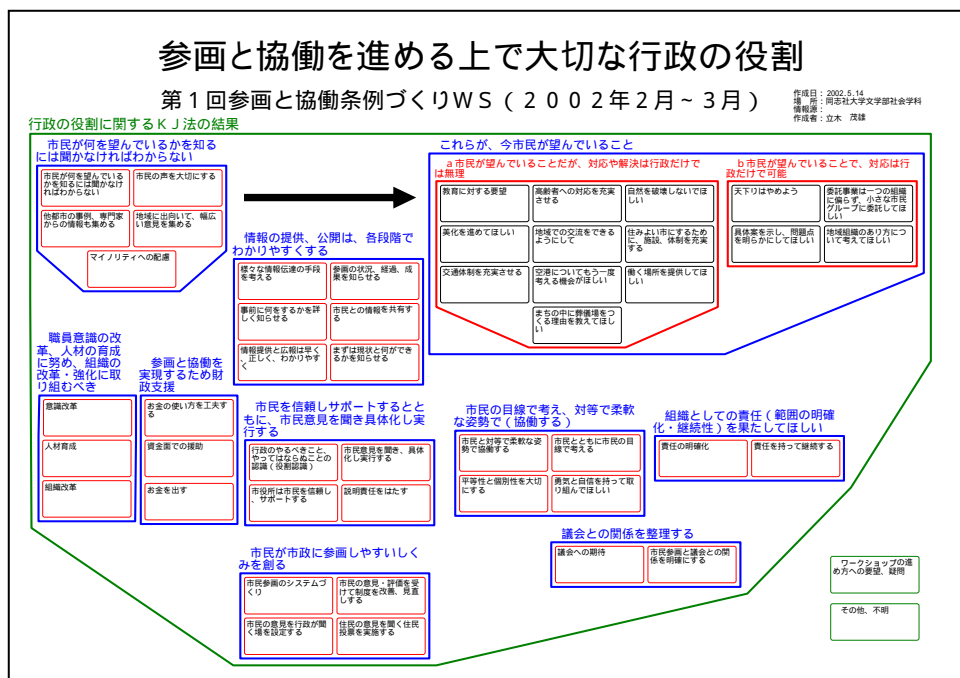 参画と協働を進める上で大切な行政の役割
第1回参画と協働条例づくりWS(2002年2月~3月)
作成日:2002.5.14
場 所:同志社大学文学部社会学科
情報源:
作成者:立木 茂雄
行政の役割に関するKJ法の結果
市民が何を望んでいるかを知る
には聞かなければわからない
市民が何を望んでいる
かを知るには聞かなけ
ればわからない
市民の声を大切にする
他都市の事例、専門家
からの情報も集める
地域に出向いて、幅広
い意見を集める
マイノリティへの配慮
これらが、今市民が望んでいること
a市民が望んでいることだが、対応や解決は行政だけで
は無理
教育に対する要望
高齢者への対応を充実
させる
自然を破壊しないでほ
しい
美化を進めてほしい
地域での交流をできる
ようにして
住みよい市にするため
に、施設、体制を充実
する
交通体制を充実させる
空港についてもう一度
考える機会がほしい
働く場所を提供してほ
しい
まちの中に葬儀場をつ
くる理由を教えてほし
い
b市民が望んでいることで、対応は行
政だけで可能
天下りはやめよう
委託事業は一つの組織
に偏らず、小さな市民
グループに委託してほ
しい
具体案を示し、問題点
を明らかにしてほしい
地域組織のあり方につ
いて考えてほしい
情報の提供、公開は、各段階で
わかりやすくする
様々な情報伝達の手段
を考える
参画の状況、経過、成
果を知らせる
事前に何をするかを詳
しく知らせる
市民との情報を共有す
る
情報提供と広報は早く
、正しく、わかりやす
く
まずは現状と何ができ
るかを知らせる
職員意識の改
革、人材の育成
に努め、組織の
改革・強化に取
り組むべき
意識改革
人材育成
組織改革
参画と協働を
実現するため財
政支援
お金の使い方を工夫す
る
資金面での援助
お金を出す
市民を信頼しサポートするとと
もに、市民意見を聞き具体化し実
行する
行政のやるべきこと、
やってはならぬことの
認識(役割認識)
市民意見を聞き、具体
化し実行する
市役所は市民を信頼し
、サポートする
説明責任をはたす
市民の目線で考え、対等で柔軟
な姿勢で(協働する)
市民と対等で柔軟な姿
勢で協働する
市民とともに市民の目
線で考える
平等性と個別性を大切
にする
勇気と自信を持って取
り組んでほしい
組織としての責任(範囲の明確
化・継続性)を果たしてほしい
責任の明確化
責任を持って継続する
議会との関係を整理する
議会への期待
市民参画と議会との関
係を明確にする
市民が市政に参画しやすいしく
みを創る
市民参画のシステムづ
くり
市民の意見・評価を受
けて制度を改善、見直
しする
市民の意見を行政が聞
く場を設定する
住民の意見を聞く住民
投票を実施する
ワークショップの進
め方への要望、疑問
その他、不明